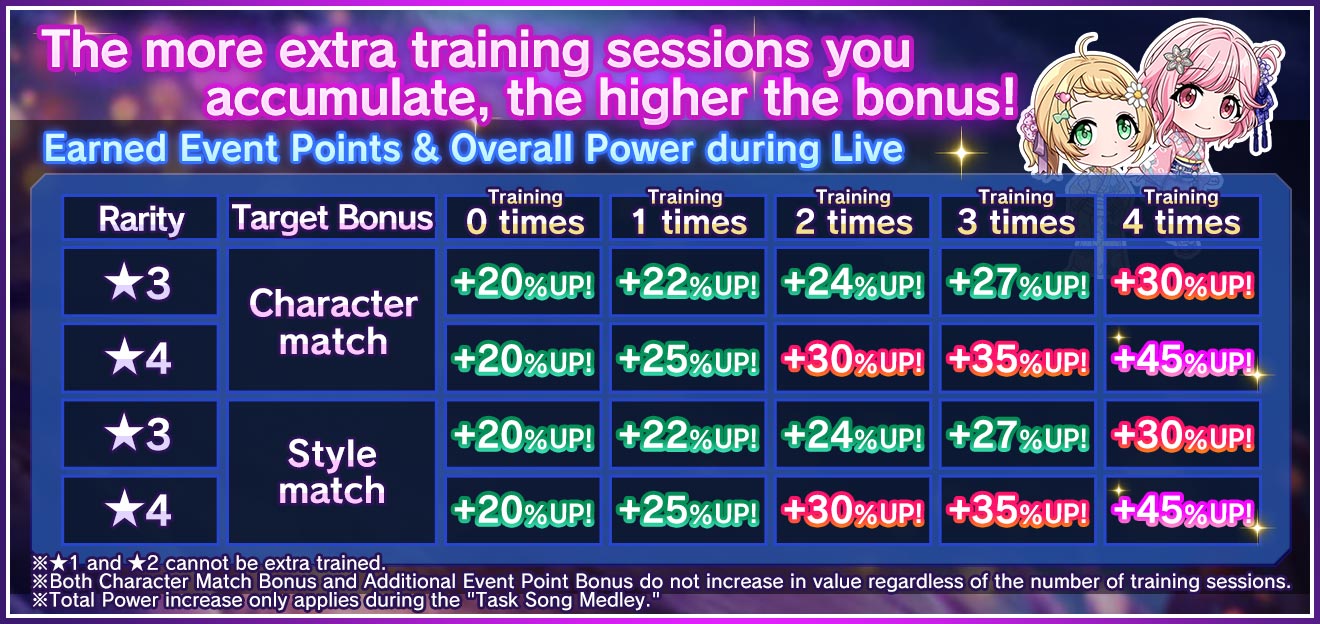 The more extra training sessions you
accumulate, the higher the bonus!
Earned Event Points & Overall Power during Live
Rarity Target Bonus Training 0 times Training 1 times Training 2 times Training 3 times Training 4 times
★3 Character match +20%UP! +22%UP! +24%UP! +27%UP! +30%UP!
★4 +20%UP! +25%UP! +30%UP! +35%UP! +45%UP!
★3 Style match +20%UP! +22%UP! +24%UP! +27%UP! +30%UP!
★4 +20%UP! +25%UP! +30%UP! +35%UP! +45%UP!
※★1 and ★2 cannot be extra trained.
※Both Character Match Bonus and Additional Event Point Bonus do not increase in value regardless of the number of training sessions.
※Total Power increase only applies during the "Task Song Medley."